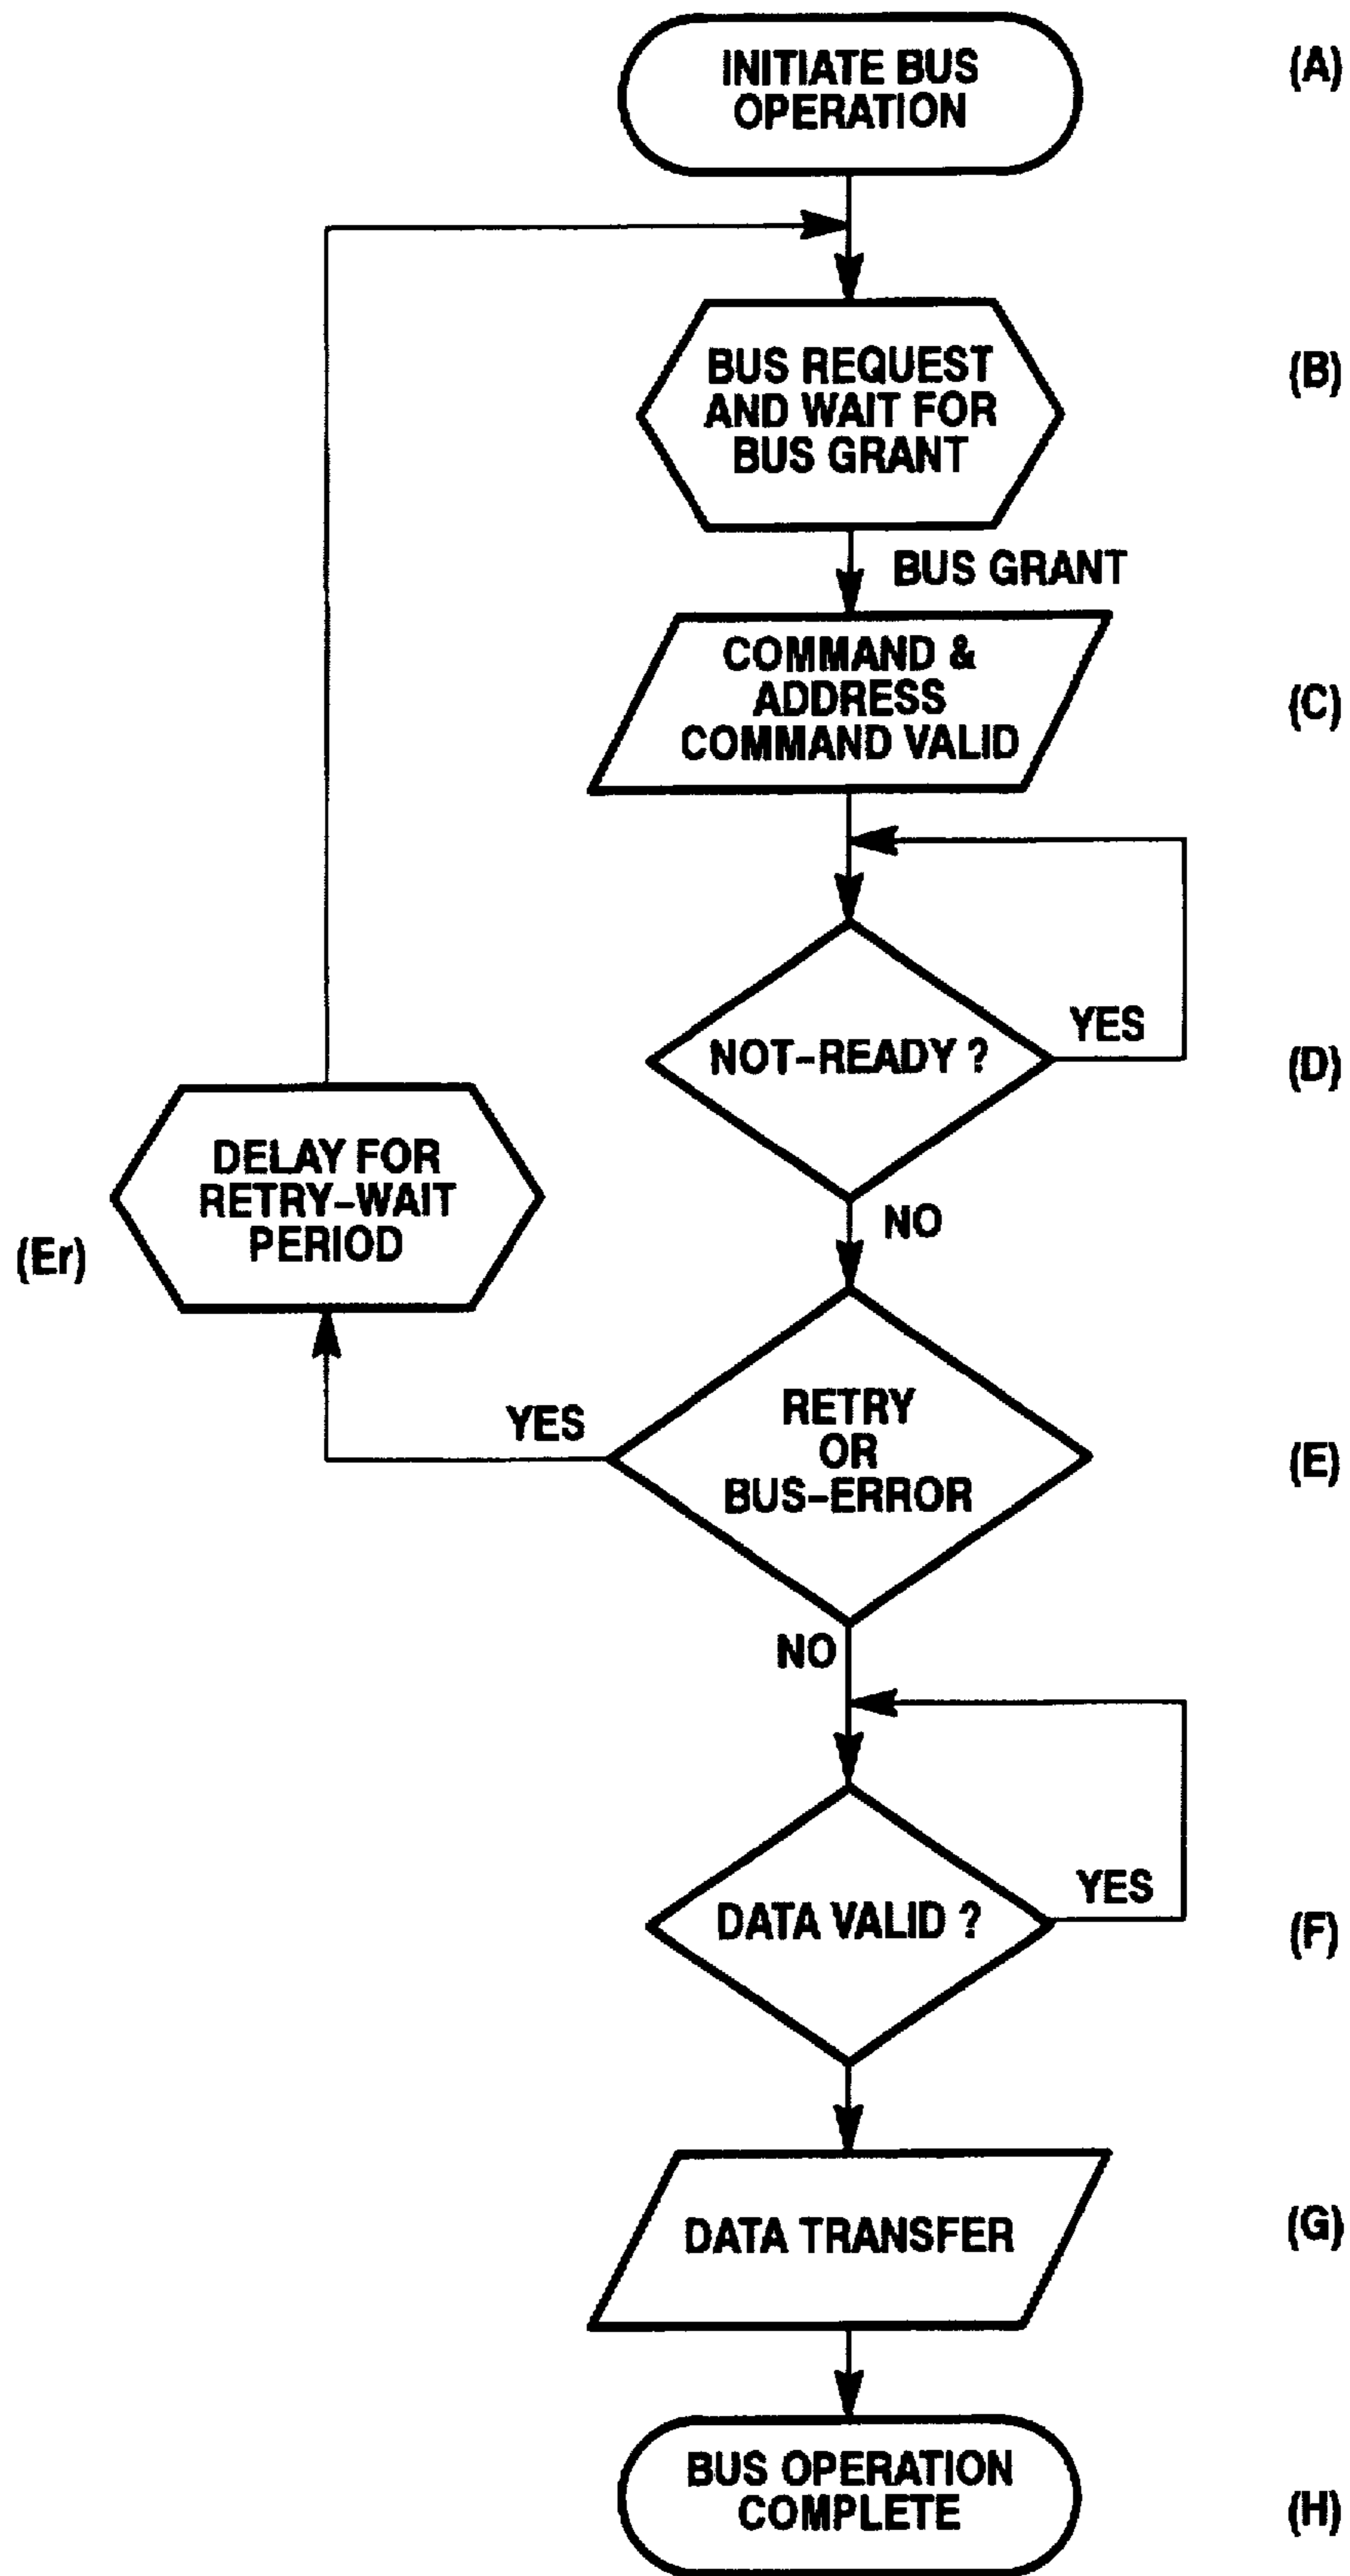 INITIATE BUS
OPERATION
(A)
BUS REQUEST
AND WAIT FOR
BUS GRANT
(B)
BUS GRANT
COMMAND &
ADDRESS
COMMAND VALID
(C)
YES
NOT-READY ?
(D)
NO
DELAY FOR
RETRY-WAIT
PERIOD
(Er)
YES
RETRY
OR
BUS-ERROR
(E)
NO
YES
DATA VALID ?
(F)
DATA TRANSFER
(G)
BUS OPERATION
COMPLETE
(H)